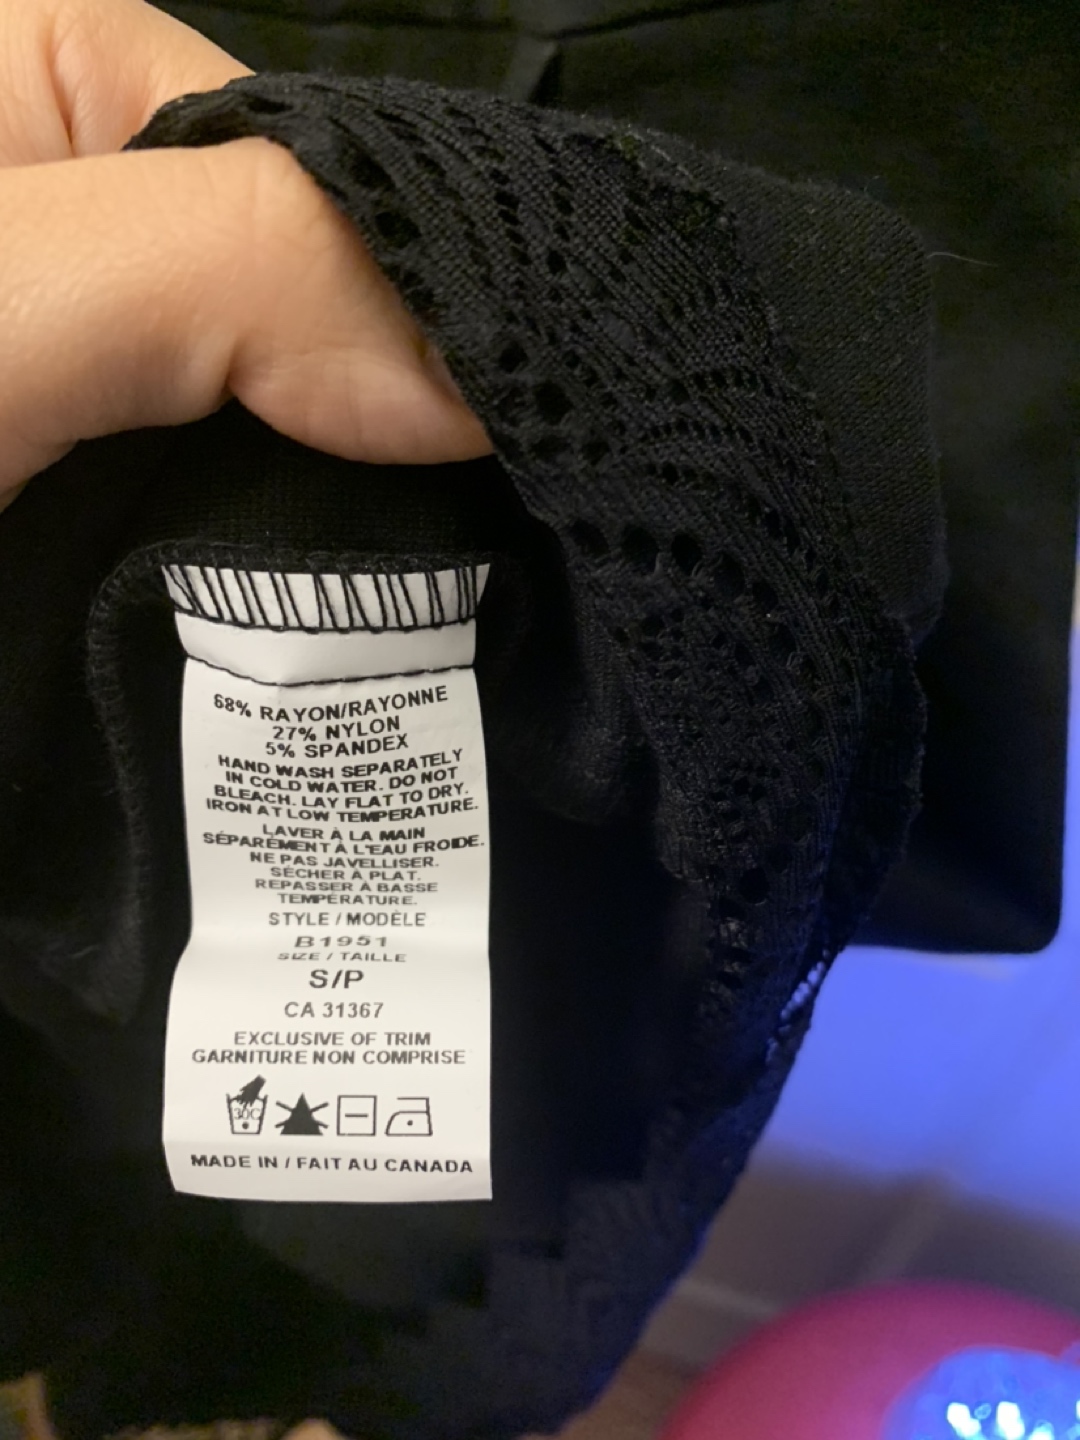 68% RAYON/RAYONNE
27% NYLON
5% SPANDEX
HAND WASH SEPARATELY
IN COLD WATER. DO NOT
BLEACH. LAY FLAT TO DRY.
IRON AT LOW TEMPERATURE.
LAVER À LA MAIN
SÉPARÉMENT À L'EAU FROIDE.
NE PAS JAVELLISER.
SÉCHER À PLAT.
REPASSER À BASSE
TEMPÉRATURE.
STYLE / MODÈLE
B1951
SIZE / TAILLE
S/P
CA 31367
EXCLUSIVE OF TRIM
GARNITURE NON COMPRISE
30C
MADE IN / FAIT AU CANADA